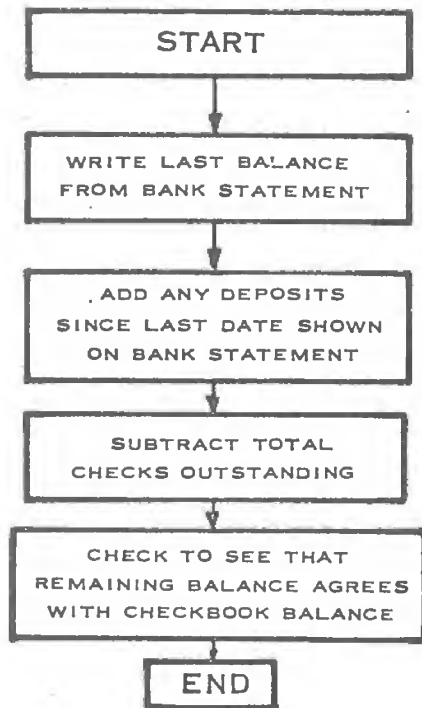 START
WRITE LAST BALANCE
FROM BANK STATEMENT
ADD ANY DEPOSITS
SINCE LAST DATE SHOWN
ON BANK STATEMENT
SUBTRACT TOTAL
CHECKS OUTSTANDING
CHECK TO SEE THAT
REMAINING BALANCE AGREES
WITH CHECKBOOK BALANCE
END